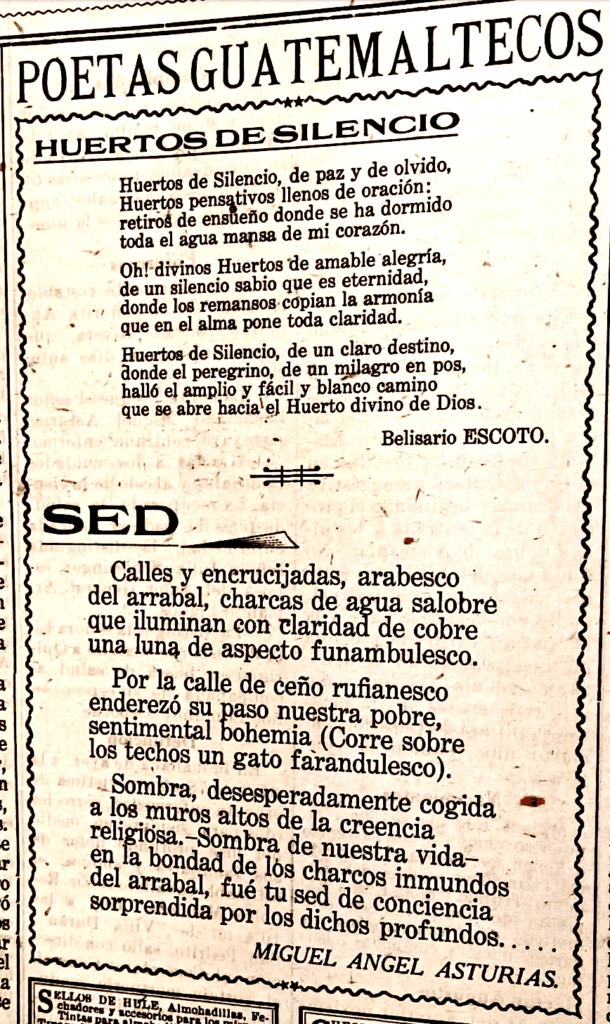 POETAS GUATEMALTECOS
HUERTOS DE SILENCIO
Huertos de Silencio, de paz y de olvido,
Huertos pensativos llenos de oración:
retiros de ensueño donde se ha dormido
toda el agua mansa de mi corazón.
Oh! divinos Huertos de amable alegría,
de un silencio sabio que es eternidad,
donde los remansos copian la armonía
que en el alma pone toda claridad.
Huertos de Silencio, de un claro destino,
donde el peregrino, de un milagro en pos,
halló el amplio y fácil y blanco camino
que se abre hacia el Huerto divino de Dios.
Belisario ESCOTO.
SED
Calles y encrucijadas, arabesco
del arrabal, charcas de agua salobre
que iluminan con claridad de cobre
una luna de aspecto funambulesco.
Por la calle de ceño rufianesco
enderezó su paso nuestra pobre,
sentimental bohemia (Corre sobre
los techos un gato farandulesco).
Sombra, desesperadamente cogida
a los muros altos de la creencia
religiosa.—Sombra de nuestra vida—
en la bondad de los charcos inmundos
del arrabal, fué tu sed de conciencia
sorprendida por los dichos profundos. . . . .
MIGUEL ANGEL ASTURIAS.
SELLOS DE HULE, Almohadillas, Fe-
chadores y accesorios para los
Tintas para